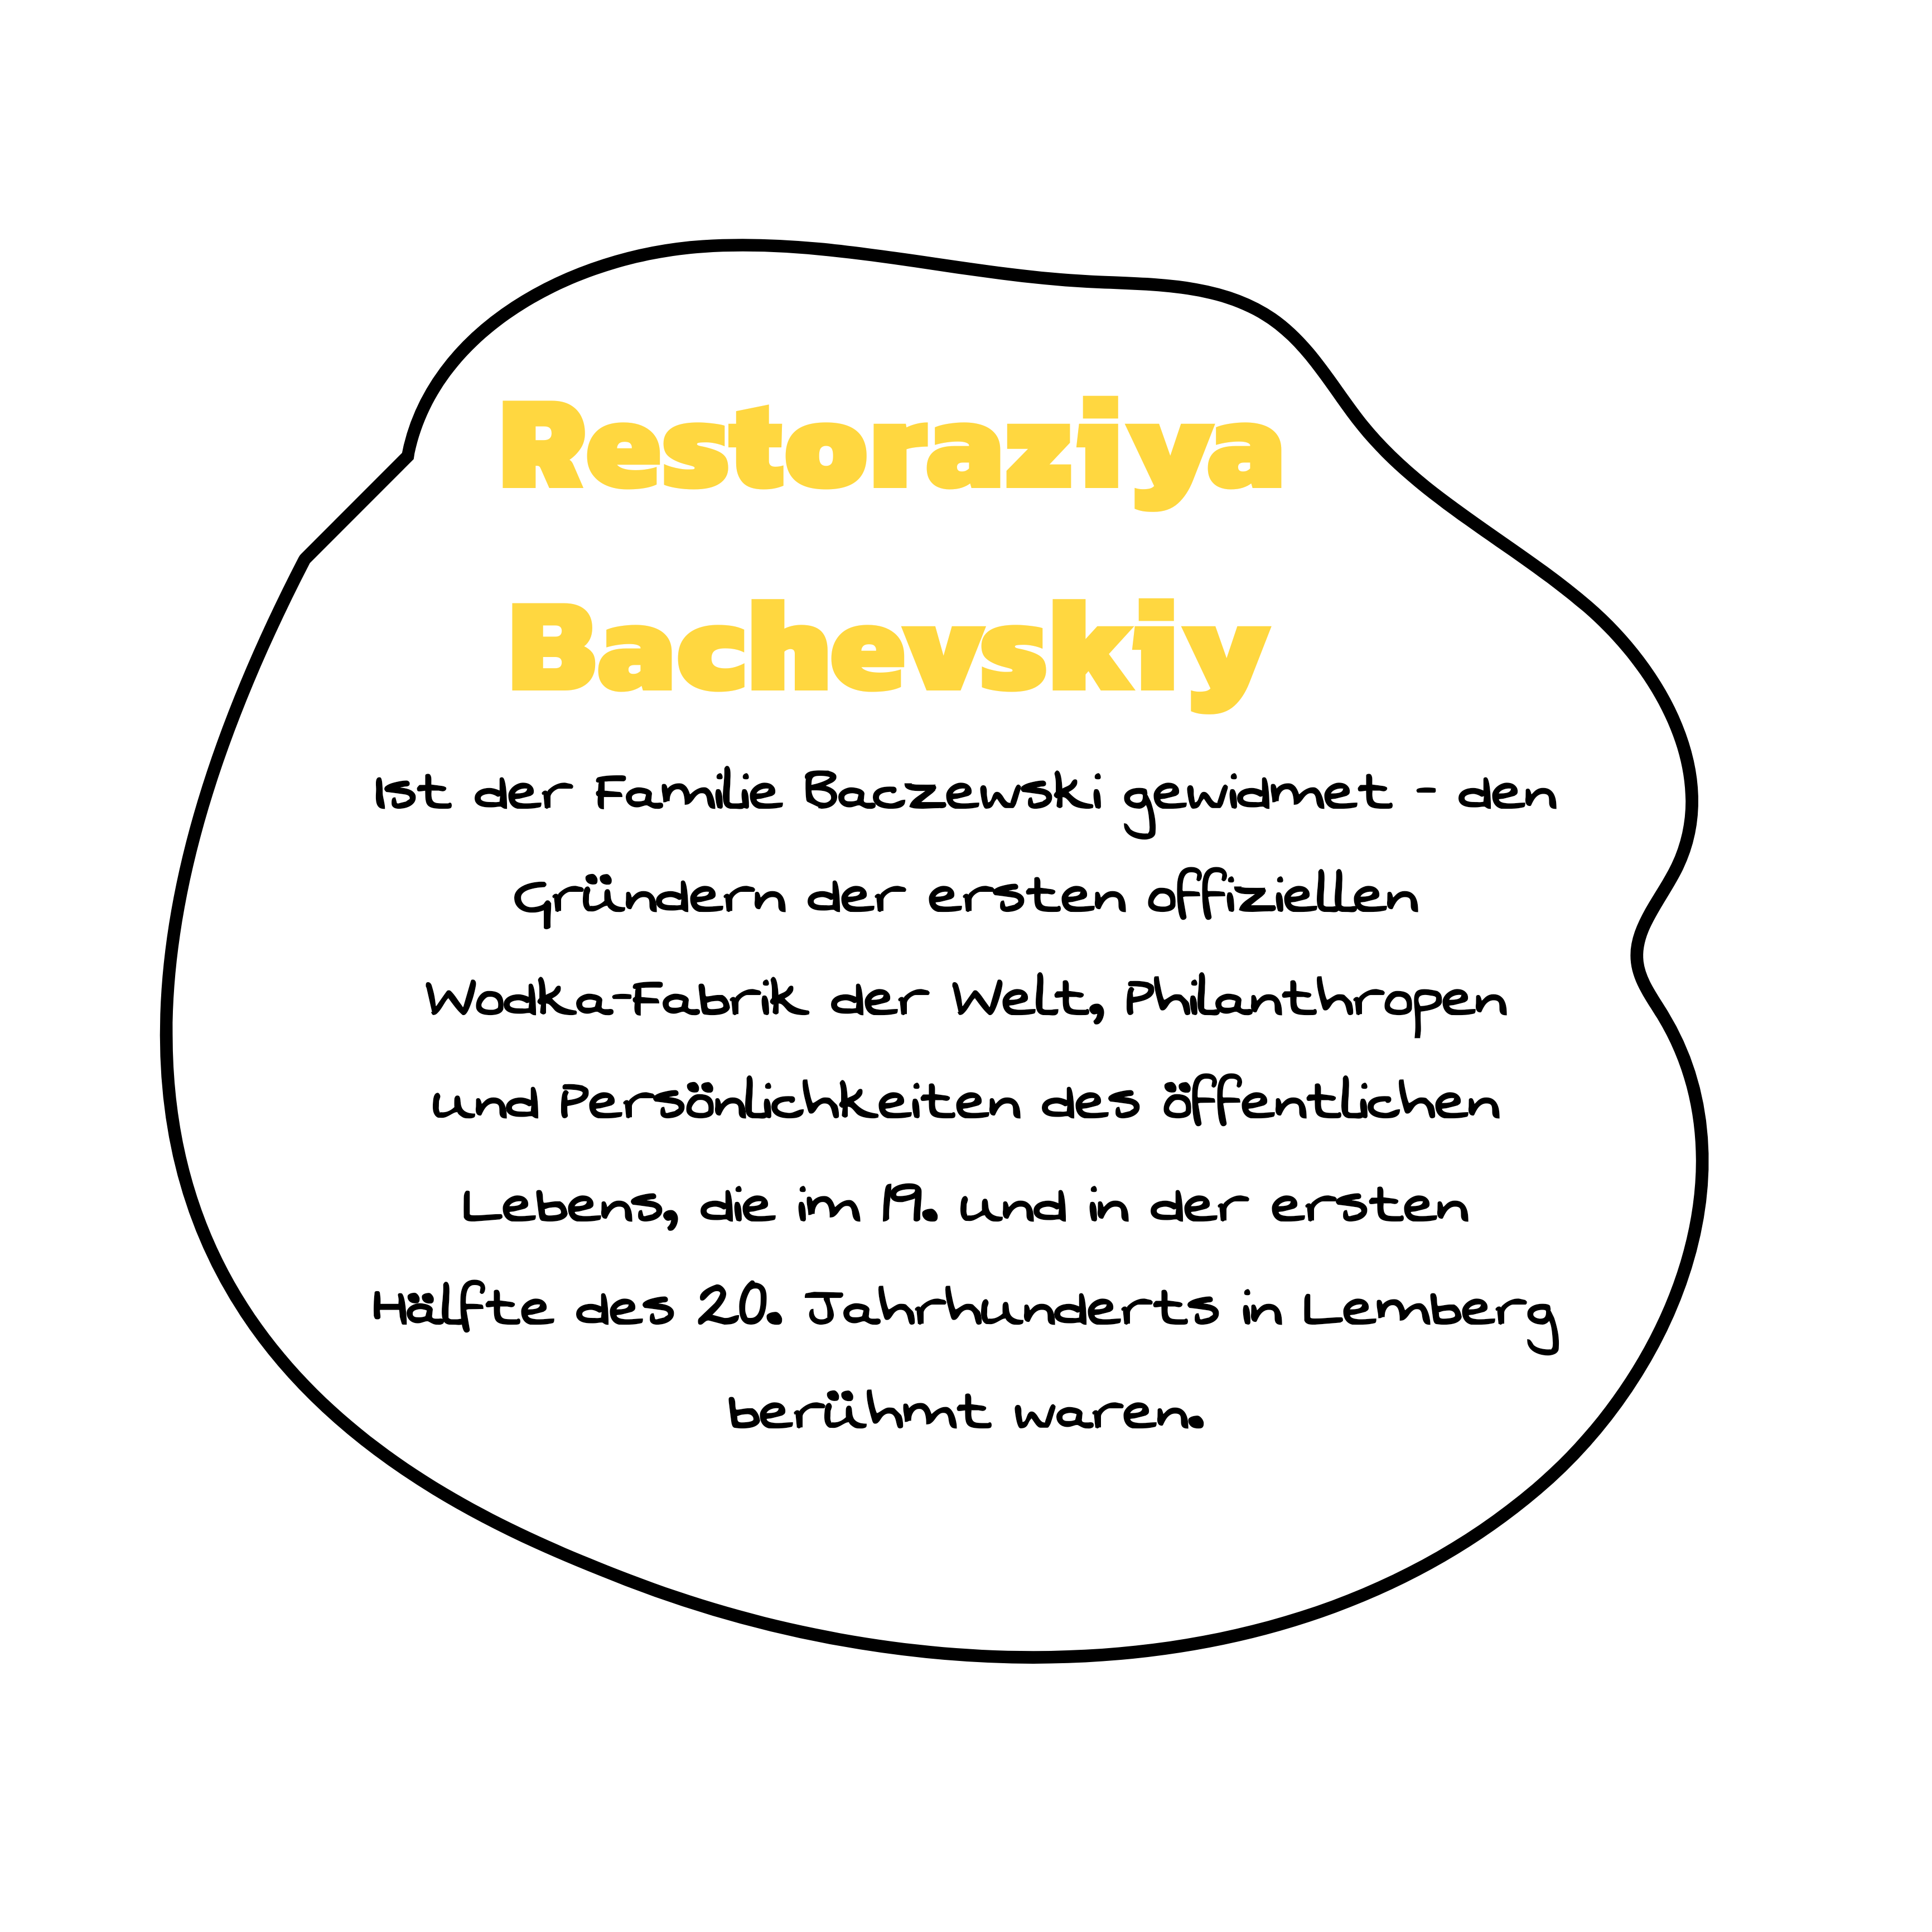 Restoraziya
Bachevskiy
Ist der Familie Baczewski gewidmet - den
Gründern der ersten offiziellen
Wodka-Fabrik der Welt, Philanthropen
und Persönlichkeiten des öffentlichen
Lebens, die im 19. und in der ersten
Hälfte des 20. Jahrhunderts in Lemberg
berühmt waren.